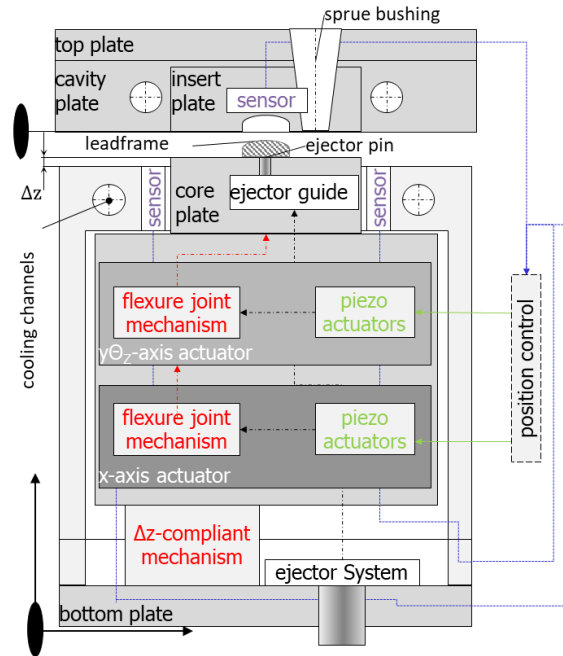 sprue bushing
top plate
cavity
plate
insert
plate
sensor
leadframe
ejector pin
Δz
core
plate
ejector guide
sensor
sensor
cooling channels
flexure joint
mechanism
piezo
actuators
yΘz-axis actuator
flexure joint
mechanism
piezo
actuators
x-axis actuator
position control
Δz-compliant
mechanism
ejector System
bottom plate